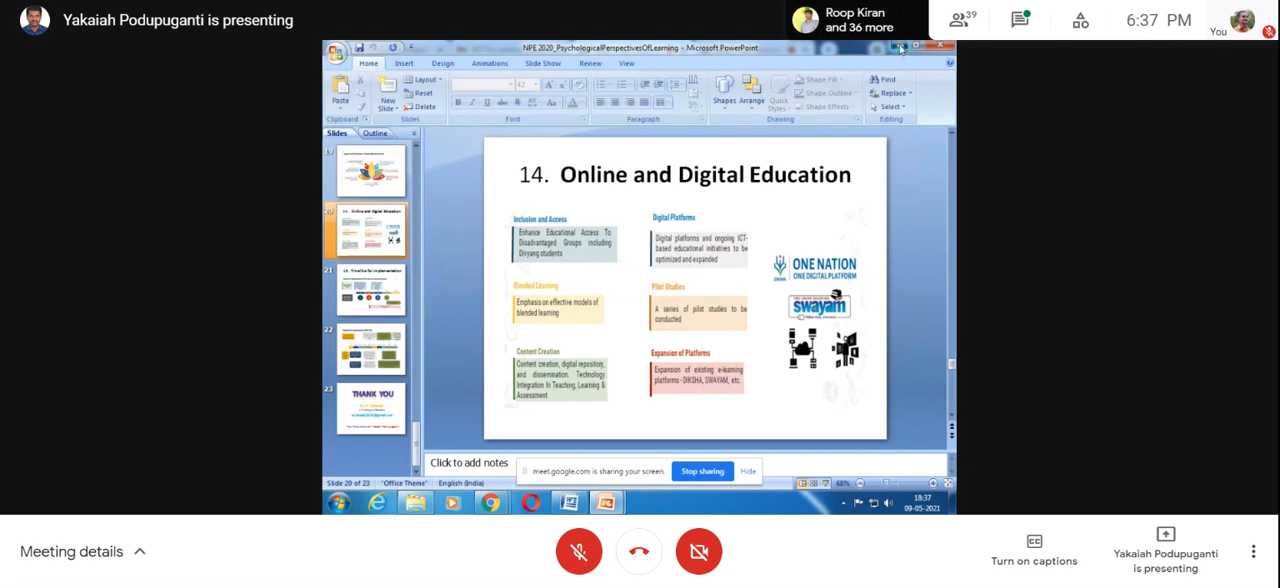 Yakaiah Podupuganti is presenting
Roop Kiran
and 36 more
39
6:37 PM
You
NPE 2020_PsychologicalPerspectivesOfLearning - Microsoft PowerPoint
Home
Insert
Design
Animations
Slide Show
Review
View
Paste
New
Slide
Layout
Reset
Delete
42
Shapes
Arrange
Quick
Styles
Shape Fill
Shape Outline
Shape Effects
Find
Replace
Select
Clipboard
Slides
Font
Paragraph
Drawing
Editing
Slides
Outline
19
20
21
22
23
THANK YOU
14. Online and Digital Education
Inclusion and Access
Enhance Educational Access To
Disadvantaged Groups including
Divyang students
Blended Learning
Emphasis on effective models of
blended learning
Content Creation
Content creation, digital repository,
and dissemination. Technology
Integration In Teaching, Learning &
Assessment
Digital Platforms
Digital platforms and ongoing ICT-
based educational initiatives to be
optimized and expanded
Pilot Studies
A series of pilot studies to be
conducted
Expansion of Platforms
Expansion of existing e-learning
platforms - DIKSHA, SWAYAM, etc.
ONE NATION
ONE DIGITAL PLATFORM
swayam
Click to add notes
meet.google.com is sharing your screen.
Stop sharing
Hide
Slide 20 of 23
"Office Theme"
English (India)
68%
18:37
09-05-2021
Meeting details
Turn on captions
Yakaiah Podupuganti
is presenting